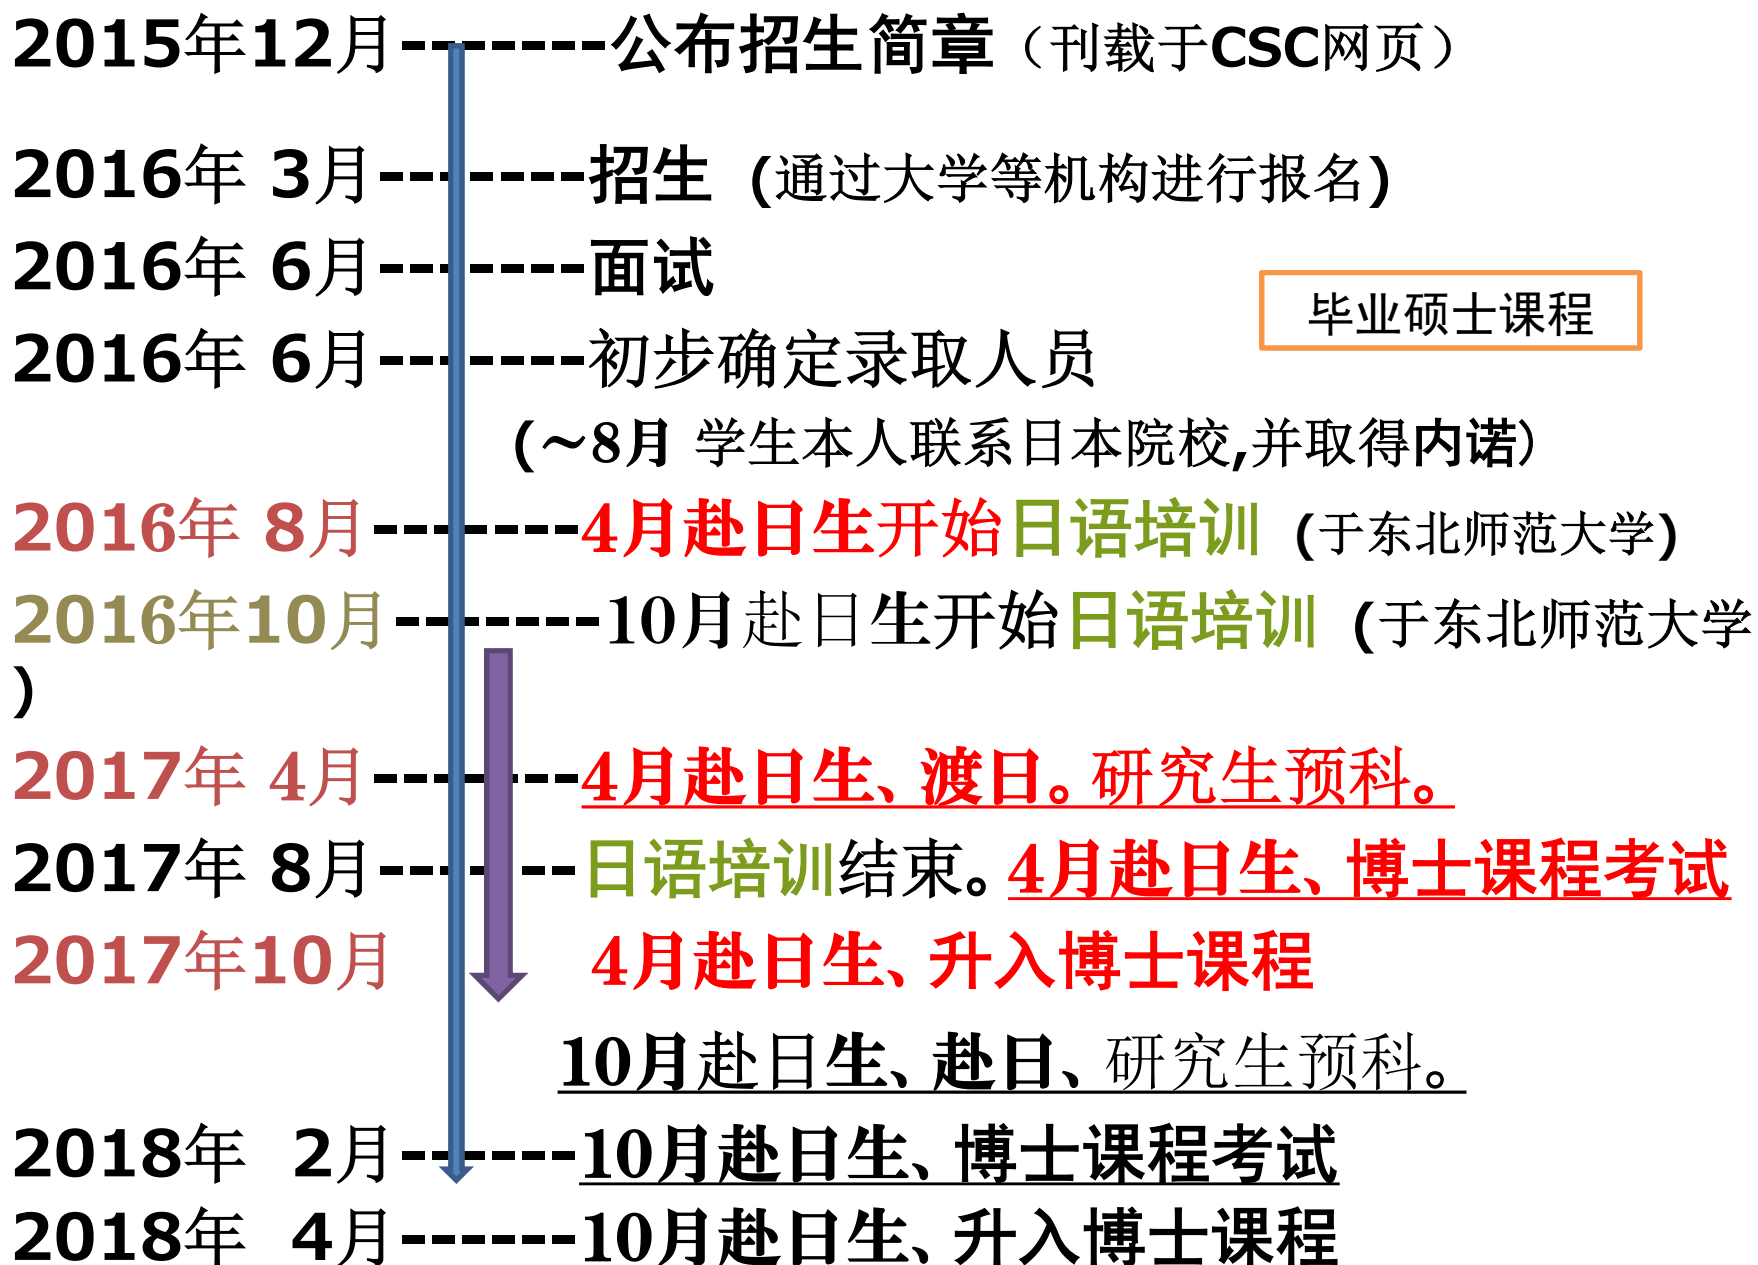 2015年12月-------公布招生简章（刊载于CSC网页）
2016年 3月-------招生 (通过大学等机构进行报名)
2016年 6月-------面试
毕业硕士课程
2016年 6月-------初步确定录取人员
(～8月 学生本人联系日本院校,并取得内诺）
2016年 8月-------4月赴日生开始日语培训 (于东北师范大学)
2016年10月-------10月赴日生开始日语培训 (于东北师范大学
)
2017年 4月-------4月赴日生、渡日。研究生预科。
2017年 8月-------日语培训结束。4月赴日生、博士课程考试
2017年10月 4月赴日生、升入博士课程
10月赴日生、赴日、研究生预科。
2018年 2月------10月赴日生、博士课程考试
2018年 4月------10月赴日生、升入博士课程